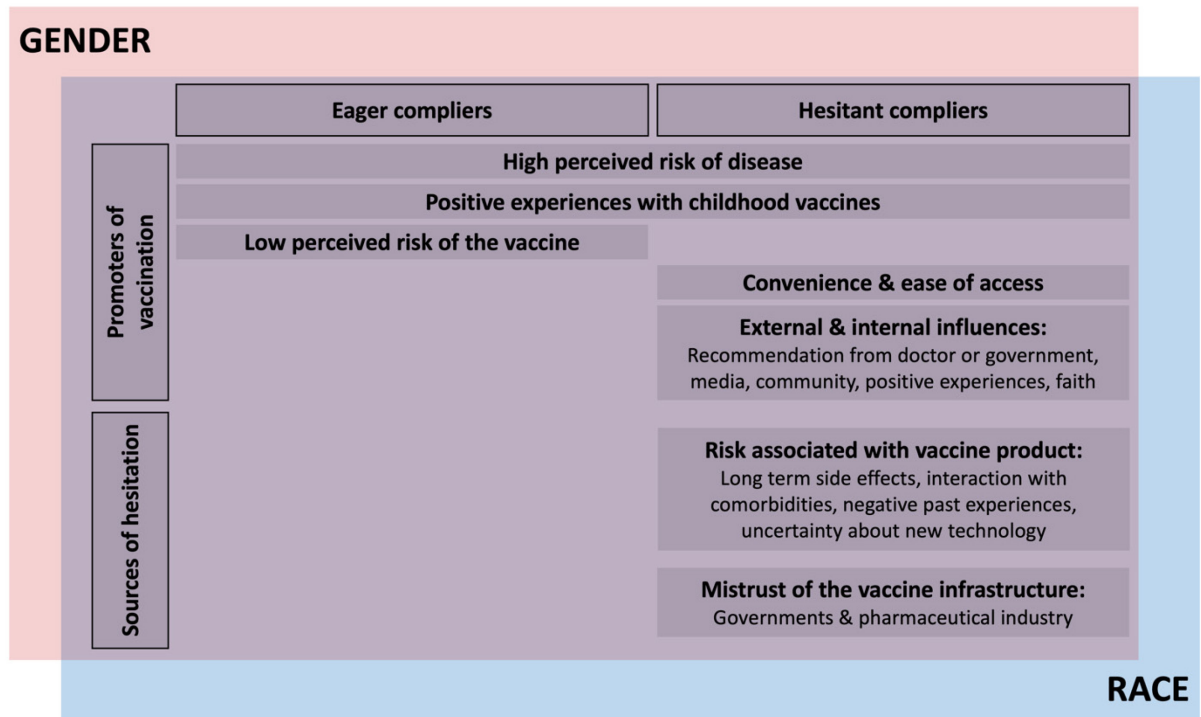 GENDER
Eager compliers
Hesitant compliers
Promoters of
vaccination
High perceived risk of disease
Positive experiences with childhood vaccines
Low perceived risk of the vaccine
Convenience & ease of access
External & internal influences:
Recommendation from doctor or government,
media, community, positive experiences, faith
Sources of hesitation
Risk associated with vaccine product:
Long term side effects, interaction with
comorbidities, negative past experiences,
uncertainty about new technology
Mistrust of the vaccine infrastructure:
Governments & pharmaceutical industry
RACE